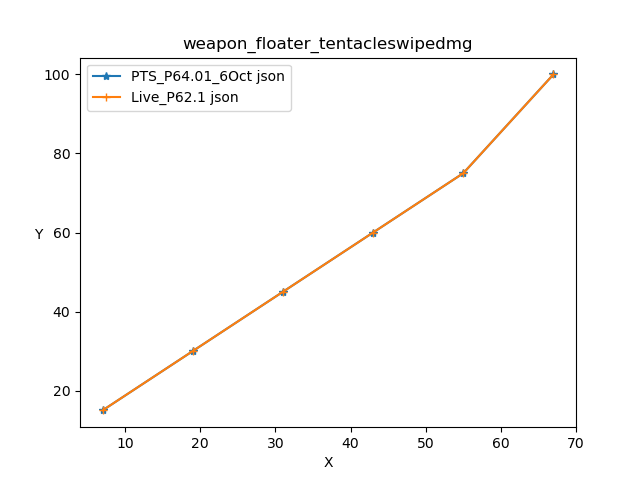 weapon_floater_tentacleswipedmg
PTS_P64.01_6Oct json
Live_P62.1 json
100
80
60
40
20
Y
10 20 30 40 50 60 70
X